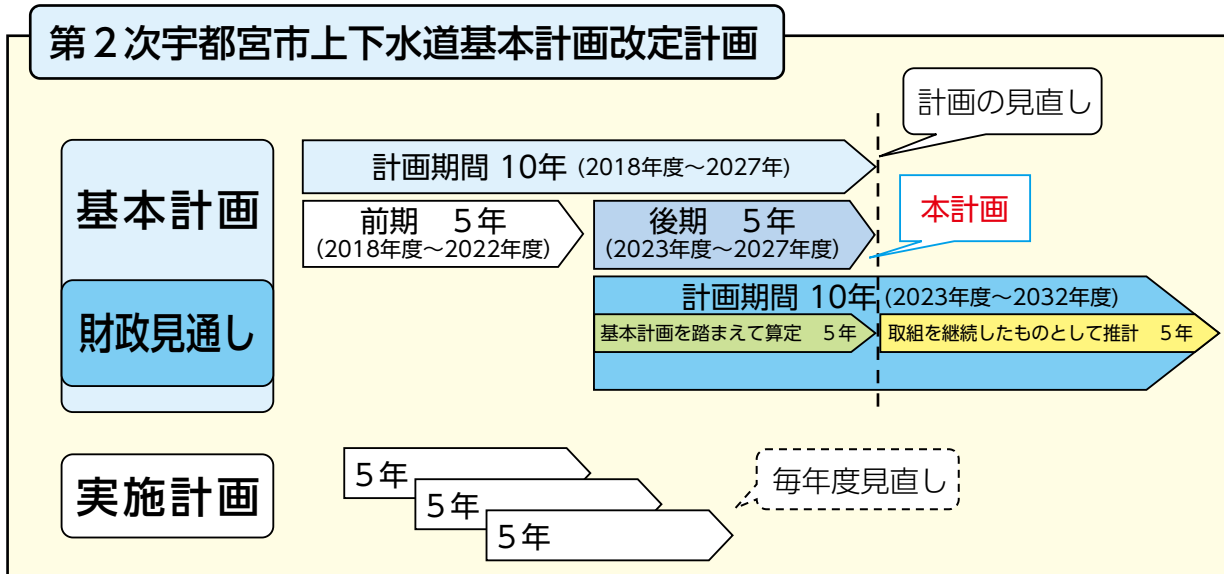 第２次宇都宮市上下水道基本計画改定計画
計画の見直し
基本計画
計画期間 10年 (2018年度～2027年)
前期　５年
(2018年度～2022年度)
後期　５年
(2023年度～2027年度)
本計画
財政見通し
計画期間 10年 (2023年度～2032年度)
基本計画を踏まえて算定　５年
取組を継続したものとして推計　５年
実施計画
５年
５年
５年
毎年度見直し